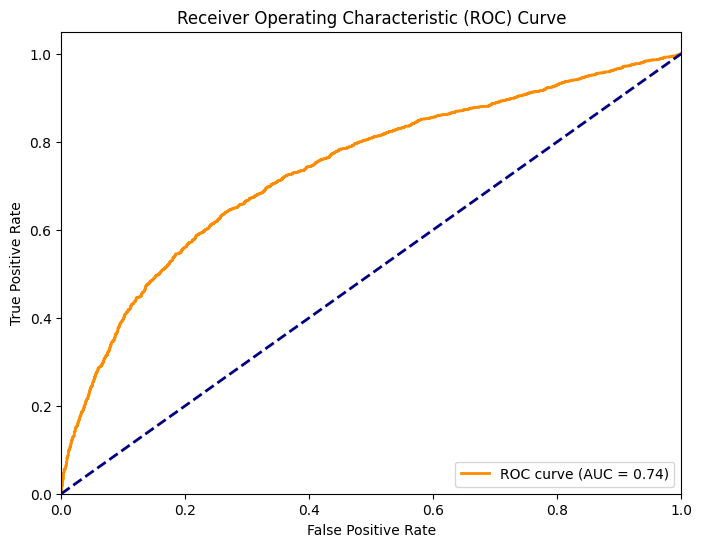 Receiver Operating Characteristic (ROC) Curve
True Positive Rate
1.0
0.8
0.6
0.4
0.2
0.0
ROC curve (AUC = 0.74)
0.0 0.2 0.4 0.6 0.8 1.0
False Positive Rate